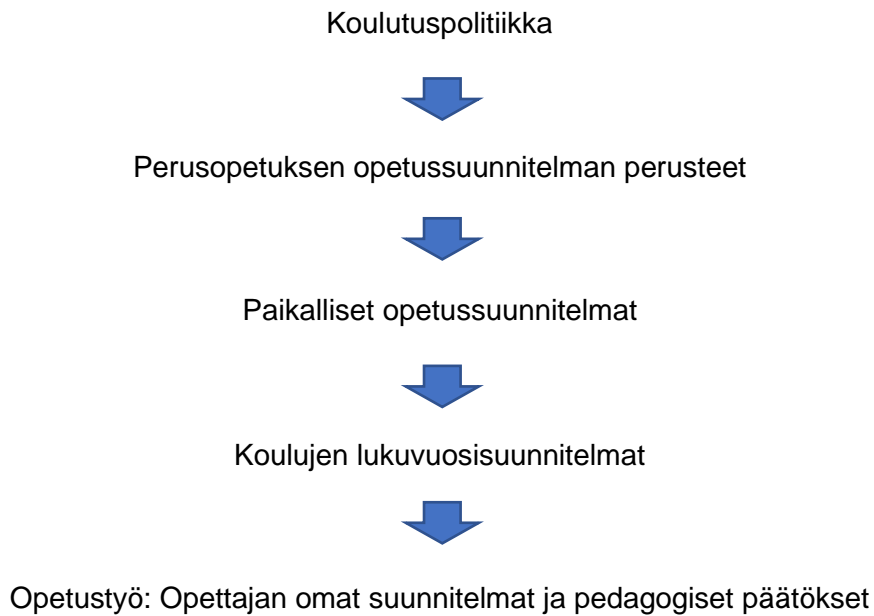 Koulutuspolitiikka
Perusopetuksen opetussuunnitelman perusteet
Paikalliset opetussuunnitelmat
Koulujen lukuvuosisuunnitelmat
Opetustyö: Opettajan omat suunnitelmat ja pedagogiset päätökset